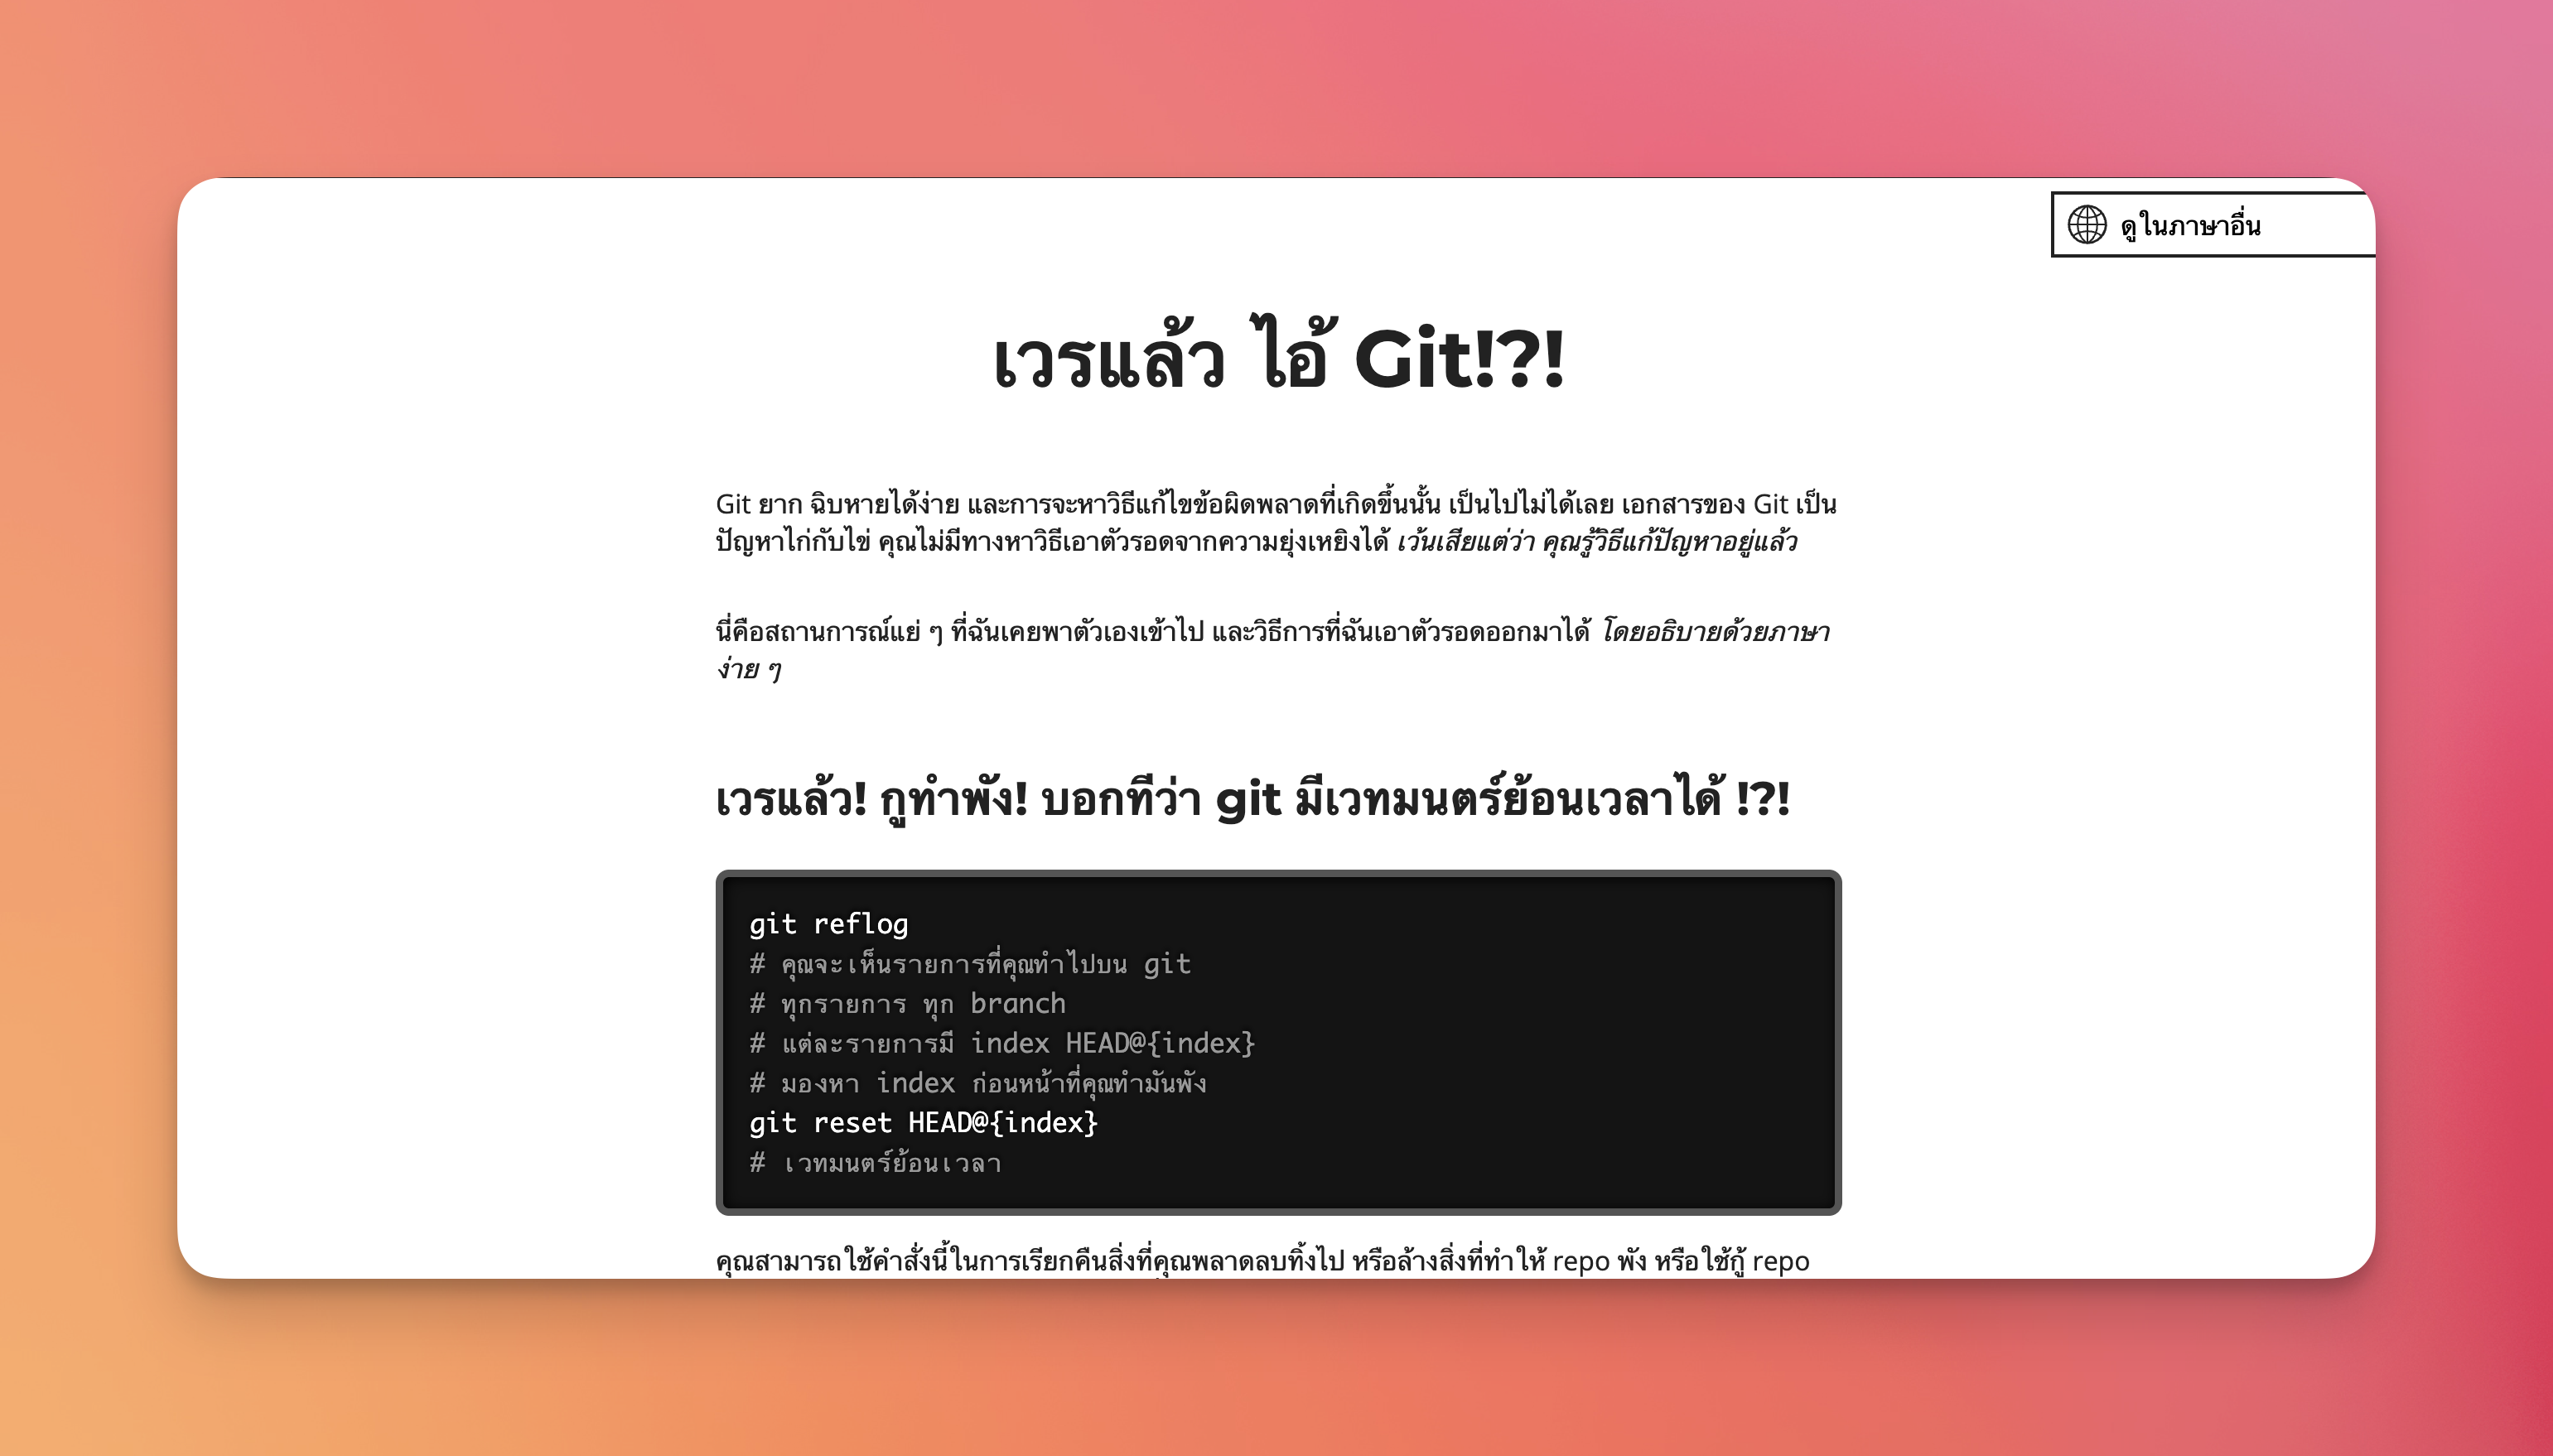 ดูในภาษาอื่น
เวรแล้ว ไอ้ Git!?!
Git ยาก ฉิบหายได้ง่าย และการจะหาวิธีแก้ไขข้อผิดพลาดที่เกิดขึ้นนั้น เป็นไปไม่ได้เลย เอกสารของ Git เป็น
ปัญหาไก่กับไข่ คุณไม่มีทางหาวิธีเอาตัวรอดจากความยุ่งเหยิงได้ เว้นเสียแต่ว่า คุณรู้วิธีแก้ปัญหาอยู่แล้ว
นี่คือสถานการณ์แย่ ๆ ที่ฉันเคยพาตัวเองเข้าไป และวิธีการที่ฉันเอาตัวรอดออกมาได้ โดยอธิบายด้วยภาษา
ง่าย ๆ
เวรแล้ว! กูทำพัง! บอกทีว่า git มีเวทมนตร์ย้อนเวลาได้ !?!
git reflog
# คุณจะเห็นรายการที่คุณทำไปบน git
# ทุกรายการ ทุก branch
# แต่ละรายการมี index HEAD@{index}
# มองหา index ก่อนหน้าที่คุณทำมันพัง
git reset HEAD@{index}
# เวทมนตร์ย้อนเวลา
คุณสามารถใช้คำสั่งนี้ในการเรียกคืนสิ่งที่คุณพลาดลบทิ้งไป หรือล้างสิ่งที่ทำให้ repo พัง หรือใช้กู้ repo